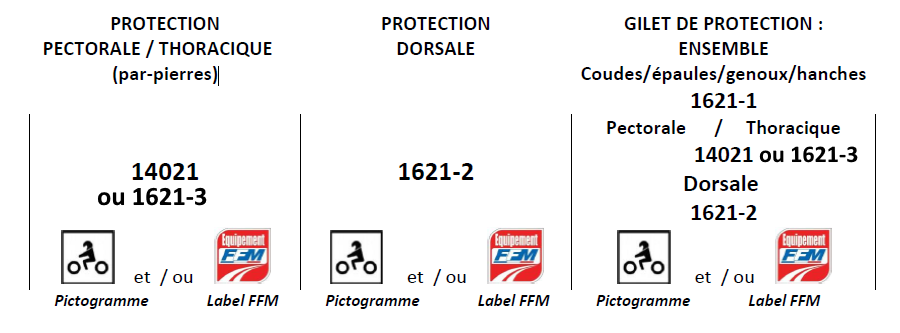 PROTECTION
PECTORALE / THORACIQUE
(par-pierres)
14021
ou 1621-3
Equipement
FFM
et / ou
Pictogramme
Label FFM
PROTECTION
DORSALE
1621-2
Equipement
FFM
et / ou
Pictogramme
Label FFM
GILET DE PROTECTION :
ENSEMBLE
Coudes/épaules/genoux/hanches
1621-1
Pectorale / Thoracique
14021 ou 1621-3
Dorsale
1621-2
Equipement
FFM
et / ou
Pictogramme
Label FFM